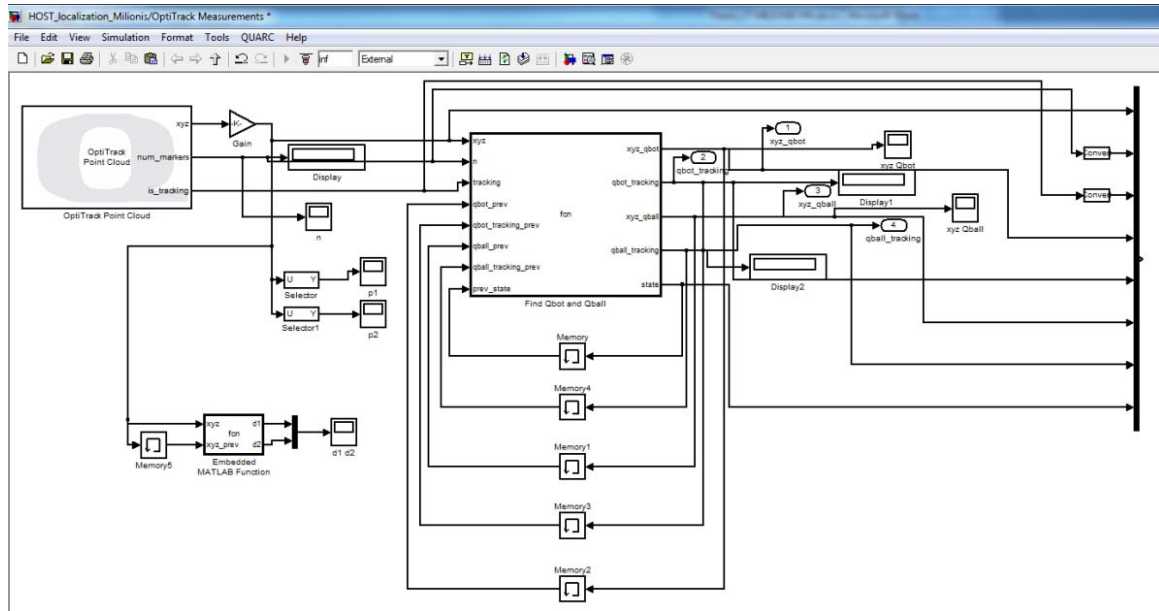 HOST_localization_Milionis/OptiTrack Measurements *
File Edit View Simulation Format Tools QUARC Help
inf
External
OptiTrack
Point Cloud
xyz
num_markers
is_tracking
OptiTrack Point Cloud
-K-
Gain
Display
n
U Y
Selector
p1
U Y
Selector1
p2
xyz
n
tracking
qbot_prev
qbot_tracking_prev
qball_prev
qball_tracking_prev
prev_state
fcn
xyz_qbot
qbot_tracking
xyz_qball
qball_tracking
state
Find Qbot and Qball
1
xyz_qbot
2
qbot_tracking
xyz Qbot
Display1
3
xyz_qball
xyz Qball
4
qball_tracking
Display2
Conver
Conver
Memory
Memory4
Memory1
Memory3
Memory2
Memory5
xyz
xyz_prev
fcn
d1
d2
Embedded
MATLAB Function
d1 d2